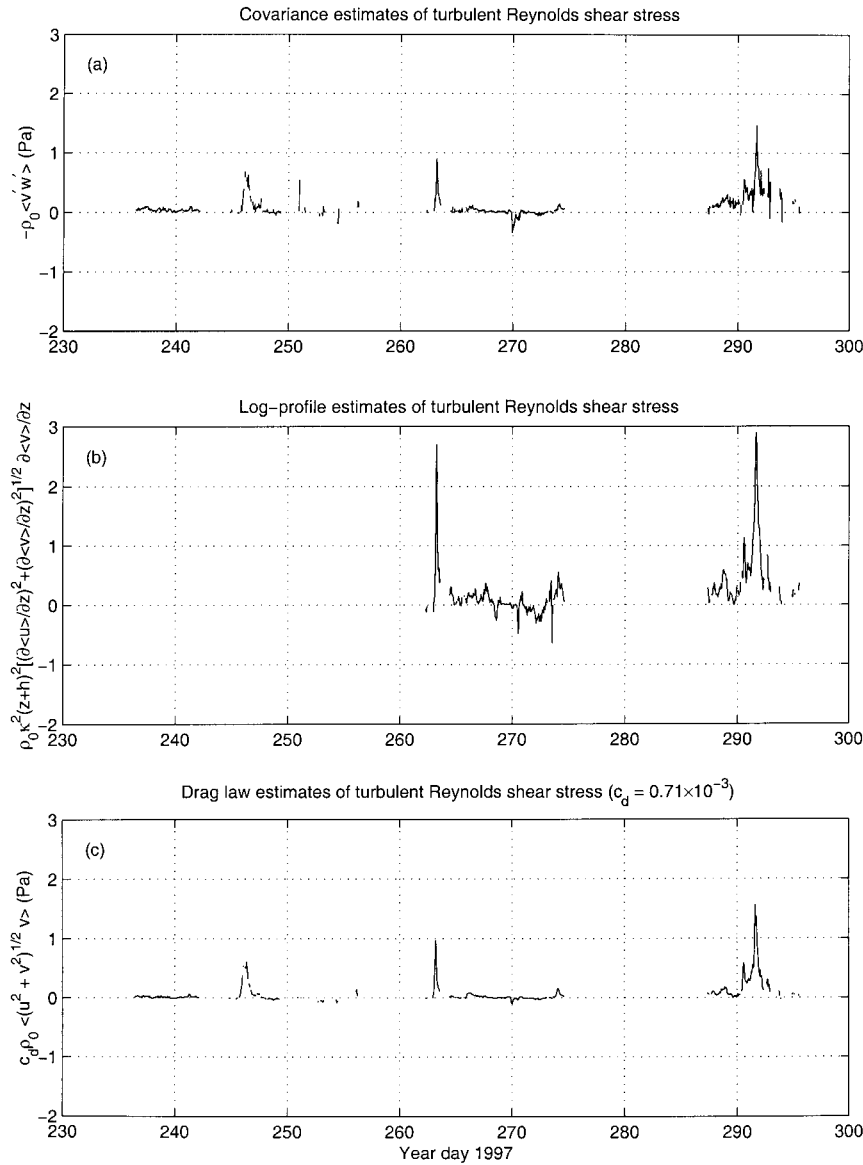 Covariance estimates of turbulent Reynolds shear stress
(a)
−ρ₀<v'w'> (Pa)
3
2
1
0
−1
−2
230 240 250 260 270 280 290 300
Log−profile estimates of turbulent Reynolds shear stress
(b)
ρ₀κ²(z+h)²[(∂<u>/∂z)²+(∂<v>/∂z)²]^1/2 ∂<v>/∂z
3
2
1
0
−1
−2
230 240 250 260 270 280 290 300
Drag law estimates of turbulent Reynolds shear stress (c_d = 0.71×10⁻³)
(c)
c_dρ₀ <(u² + v²)^1/2 v> (Pa)
3
2
1
0
−1
−2
230 240 250 260 270 280 290 300
Year day 1997